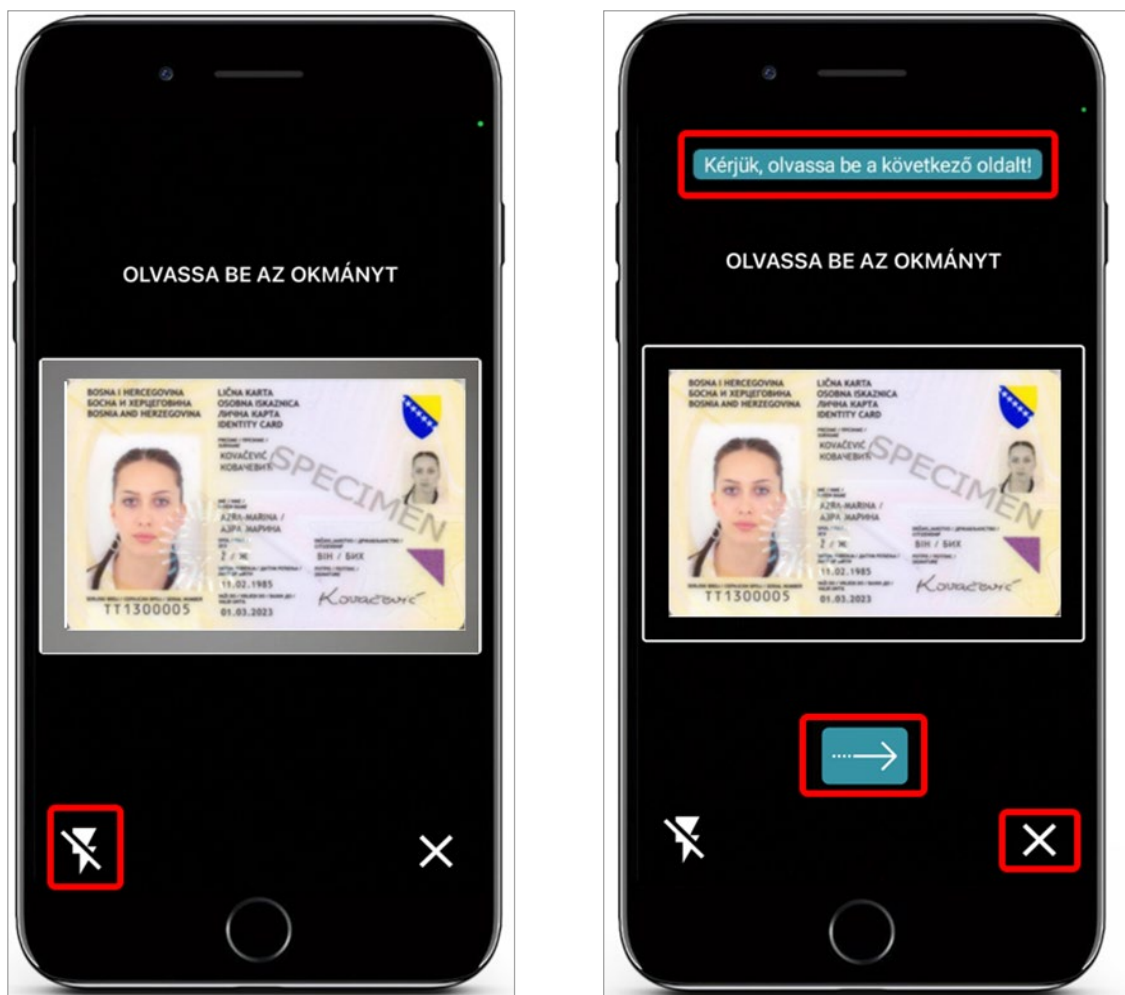 OLVASSA BE AZ OKMÁNYT
BOSNA I HERCEGOVINA
БОСНА И ХЕРЦЕГОВИНА
BOSNIA AND HERZEGOVINA
LIČNA KARTA
OSOBNA ISKAZNICA
ЛИЧНА КАРТА
IDENTITY CARD
KOVAČEVIĆ
КОВАЧЕВИЋ
SPECIMEN
AZRA-MARINA /
АЗРА МАРИНА
Ž / Ж
BIH / БИХ
11.02.1985
01.03.2023
TT1300005
Kovačević
Kérjük, olvassa be a következő oldalt!
OLVASSA BE AZ OKMÁNYT
BOSNA I HERCEGOVINA
БОСНА И ХЕРЦЕГОВИНА
BOSNIA AND HERZEGOVINA
LIČNA KARTA
OSOBNA ISKAZNICA
ЛИЧНА КАРТА
IDENTITY CARD
KOVAČEVIĆ
КОВАЧЕВИЋ
SPECIMEN
AZRA-MARINA /
АЗРА МАРИНА
Ž / Ж
BIH / БИХ
11.02.1985
01.03.2023
TT1300005
Kovačević